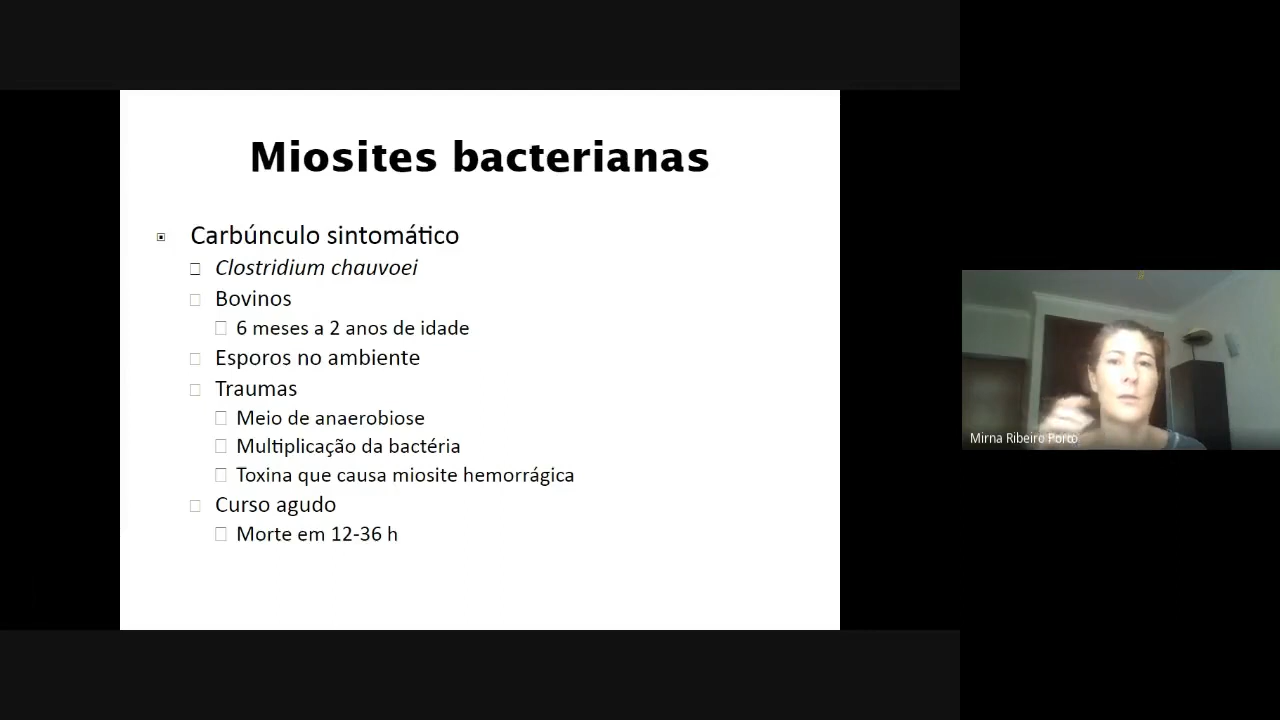 Miosites bacterianas
Carbúnculo sintomático
Clostridium chauvoei
Bovinos
6 meses a 2 anos de idade
Esporos no ambiente
Traumas
Meio de anaerobiose
Multiplicação da bactéria
Toxina que causa miosite hemorrágica
Curso agudo
Morte em 12-36 h
Mirna Ribeiro Porto